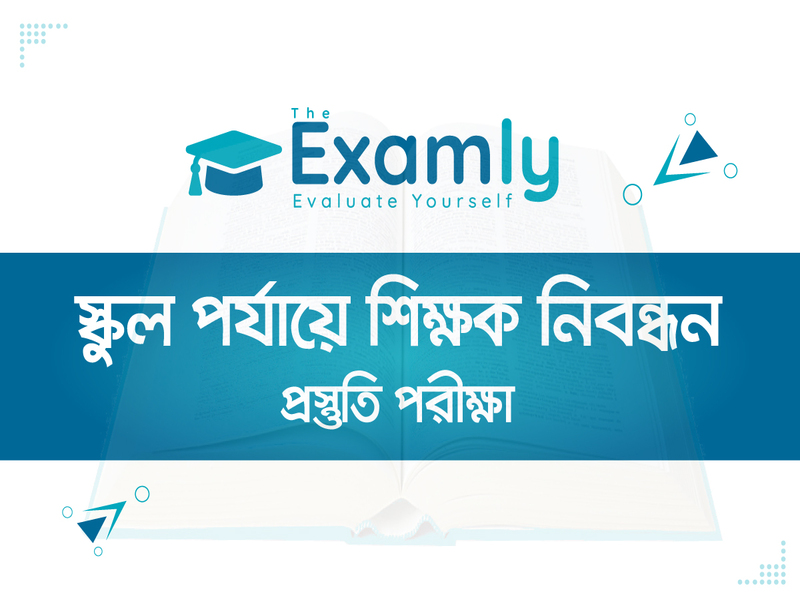 The
Examly
Evaluate Yourself
স্কুল পর্যায়ে শিক্ষক নিবন্ধন
প্রস্তুতি পরীক্ষা